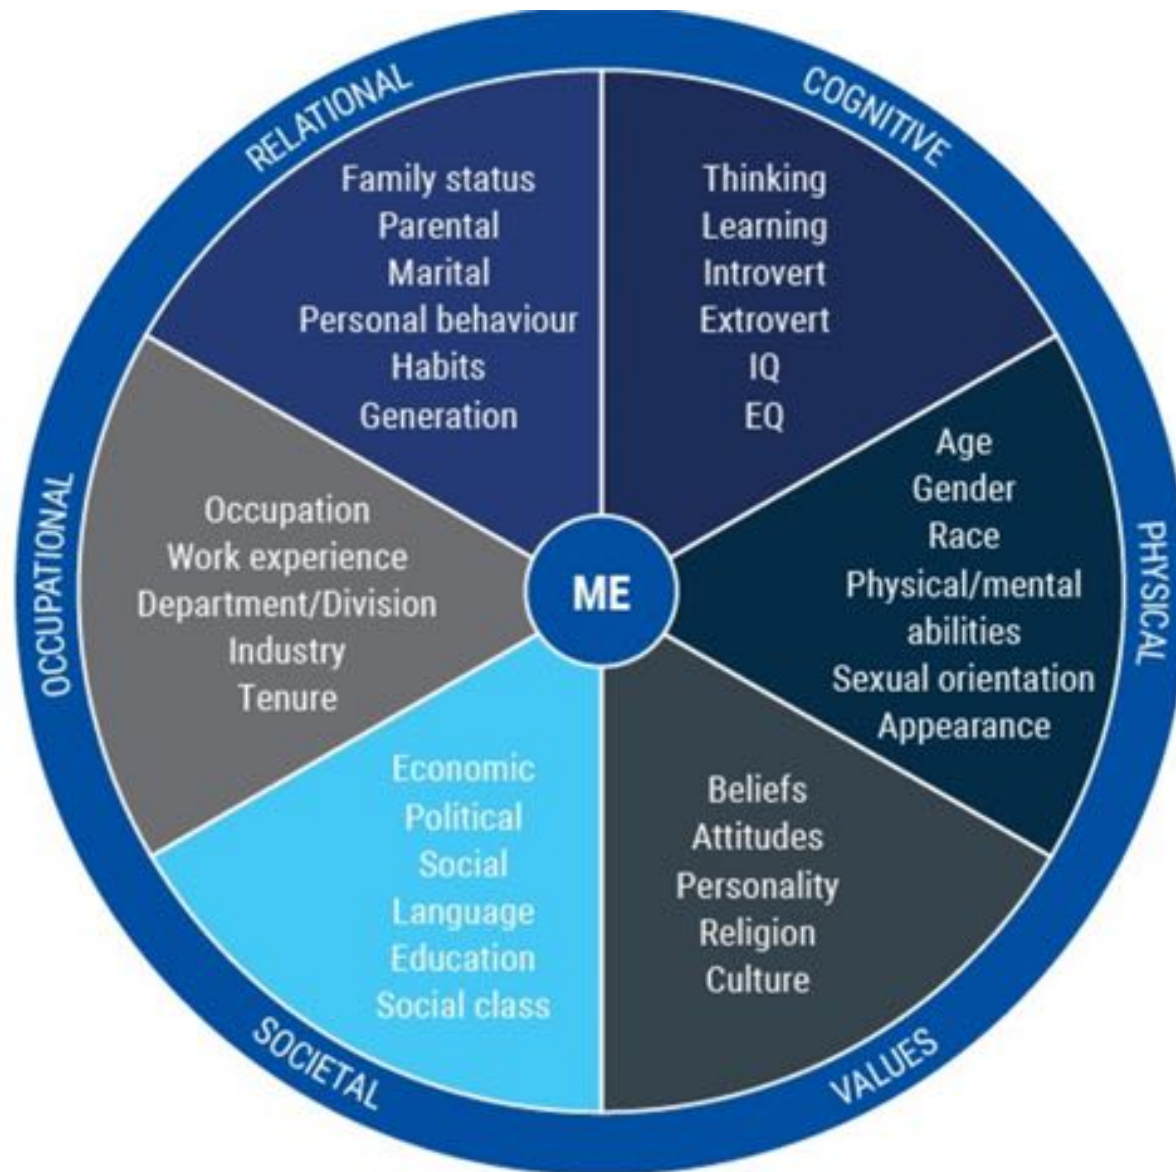 RELATIONAL
Family status
Parental
Marital
Personal behaviour
Habits
Generation
COGNITIVE
Thinking
Learning
Introvert
Extrovert
IQ
EQ
PHYSICAL
Age
Gender
Race
Physical/mental
abilities
Sexual orientation
Appearance
VALUES
Beliefs
Attitudes
Personality
Religion
Culture
SOCIETAL
Economic
Political
Social
Language
Education
Social class
OCCUPATIONAL
Occupation
Work experience
Department/Division
Industry
Tenure
ME